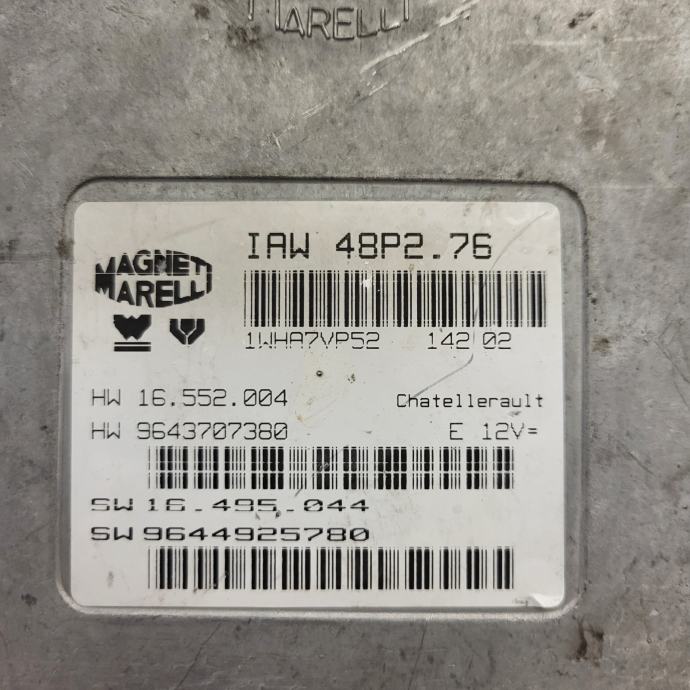 MARELLI
MAGNETI
MARELLI
IAW 48P2.76
1WHA7VP52 142 02
HW 16.552.004
Chatellerault
HW 9643707380
E 12V=
SW 16.495.044
SW 9644925780